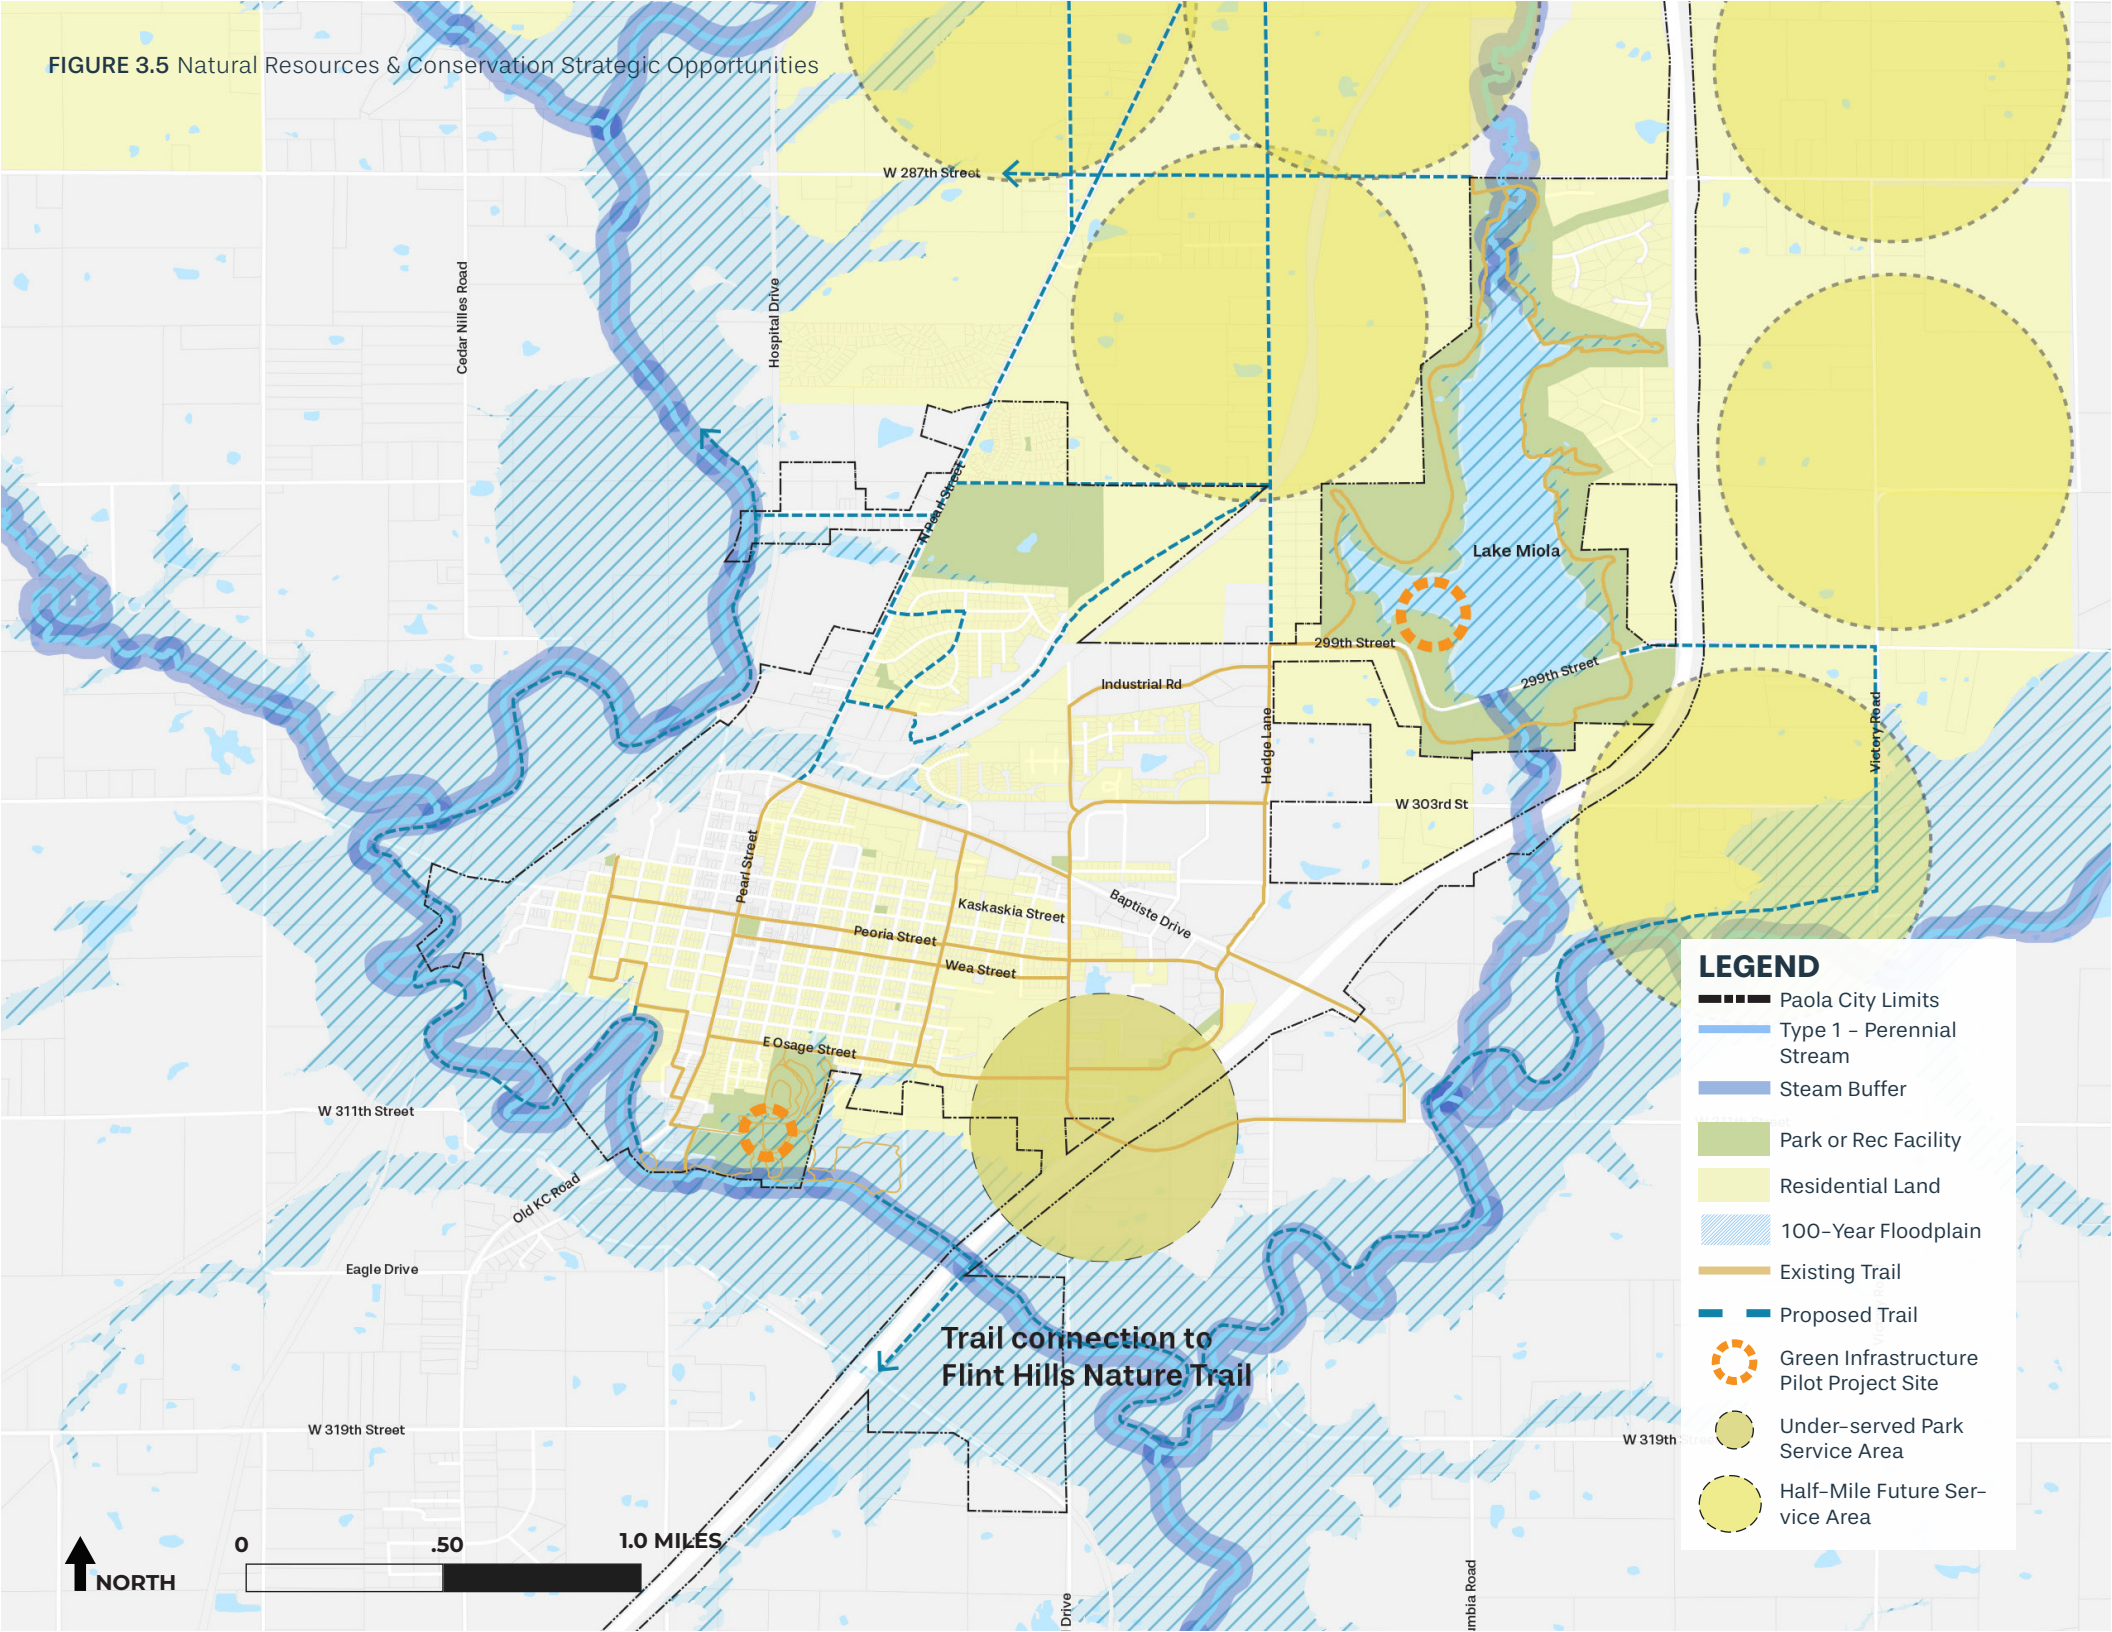 FIGURE 3.5 Natural Resources & Conservation Strategic Opportunities
W 287th Street
Cedar Nilles Road
Hospital Drive
N Pearl Street
Lake Miola
299th Street
299th Street
Industrial Rd
Hedge Lane
Victory Road
W 303rd St
Pearl Street
Kaskaskia Street
Baptiste Drive
Peoria Street
Wea Street
E Osage Street
W 311th Street
Old KC Road
Eagle Drive
Trail connection to
Flint Hills Nature Trail
W 319th Street
W 319th
Drive
mbia Road
LEGEND
Paola City Limits
Type 1 - Perennial
Stream
Steam Buffer
Park or Rec Facility
Residential Land
100-Year Floodplain
Existing Trail
Proposed Trail
Green Infrastructure
Pilot Project Site
Under-served Park
Service Area
Half-Mile Future Ser-
vice Area
0 .50 1.0 MILES
NORTH